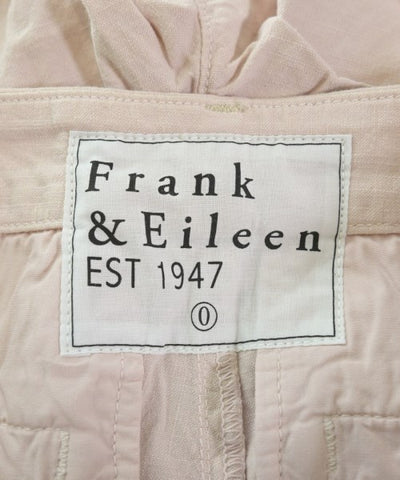 Frank
& Eileen
EST 1947
0